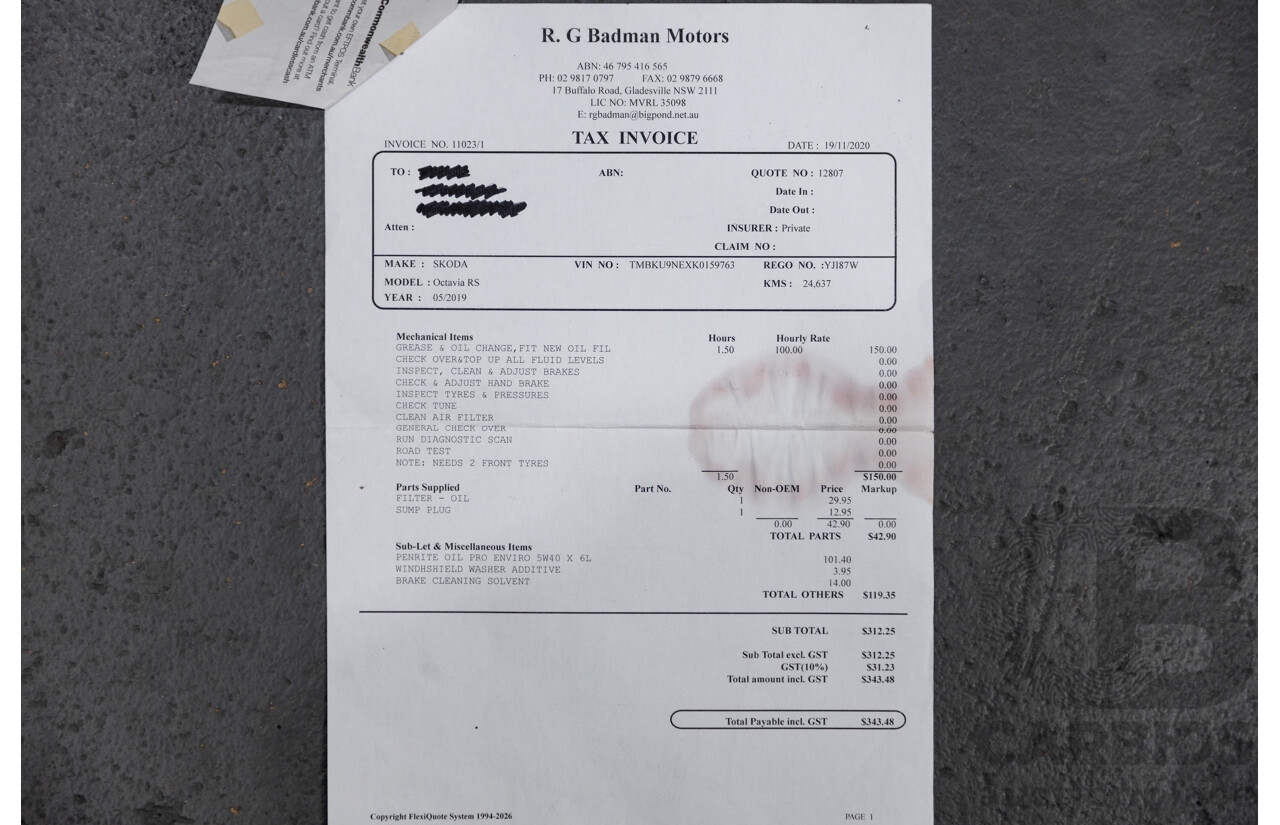 CommonwealthBank
R. G Badman Motors
ABN: 46 795 416 565
PH: 02 9817 0797 FAX: 02 9879 6668
17 Buffalo Road, Gladesville NSW 2111
LIC NO: MVRL 35098
E: rgbadman@bigpond.net.au
INVOICE NO. 11023/1 TAX INVOICE DATE : 19/11/2020
TO : ABN: QUOTE NO : 12807
Date In :
Date Out :
Atten : INSURER : Private
CLAIM NO :
MAKE : SKODA VIN NO : TMBKU9NEXK0159763 REGO NO. :YJI87W
MODEL : Octavia RS KMS : 24,637
YEAR : 05/2019
Mechanical Items Hours Hourly Rate
GREASE & OIL CHANGE,FIT NEW OIL FIL 1.50 100.00 150.00
CHECK OVER&TOP UP ALL FLUID LEVELS 0.00
INSPECT, CLEAN & ADJUST BRAKES 0.00
CHECK & ADJUST HAND BRAKE 0.00
INSPECT TYRES & PRESSURES 0.00
CHECK TUNE 0.00
CLEAN AIR FILTER 0.00
GENERAL CHECK OVER 0.00
RUN DIAGNOSTIC SCAN 0.00
ROAD TEST 0.00
NOTE: NEEDS 2 FRONT TYRES 0.00
1.50 $150.00
Parts Supplied Part No. Qty Non-OEM Price Markup
FILTER - OIL 1 29.95
SUMP PLUG 1 12.95
0.00 42.90 0.00
TOTAL PARTS $42.90
Sub-Let & Miscellaneous Items
PENRITE OIL PRO ENVIRO 5W40 X 6L 101.40
WINDHSHIELD WASHER ADDITIVE 3.95
BRAKE CLEANING SOLVENT 14.00
TOTAL OTHERS $119.35
SUB TOTAL $312.25
Sub Total excl. GST $312.25
GST(10%) $31.23
Total amount incl. GST $343.48
Total Payable incl. GST $343.48
Copyright FlexiQuote System 1994-2026 PAGE 1